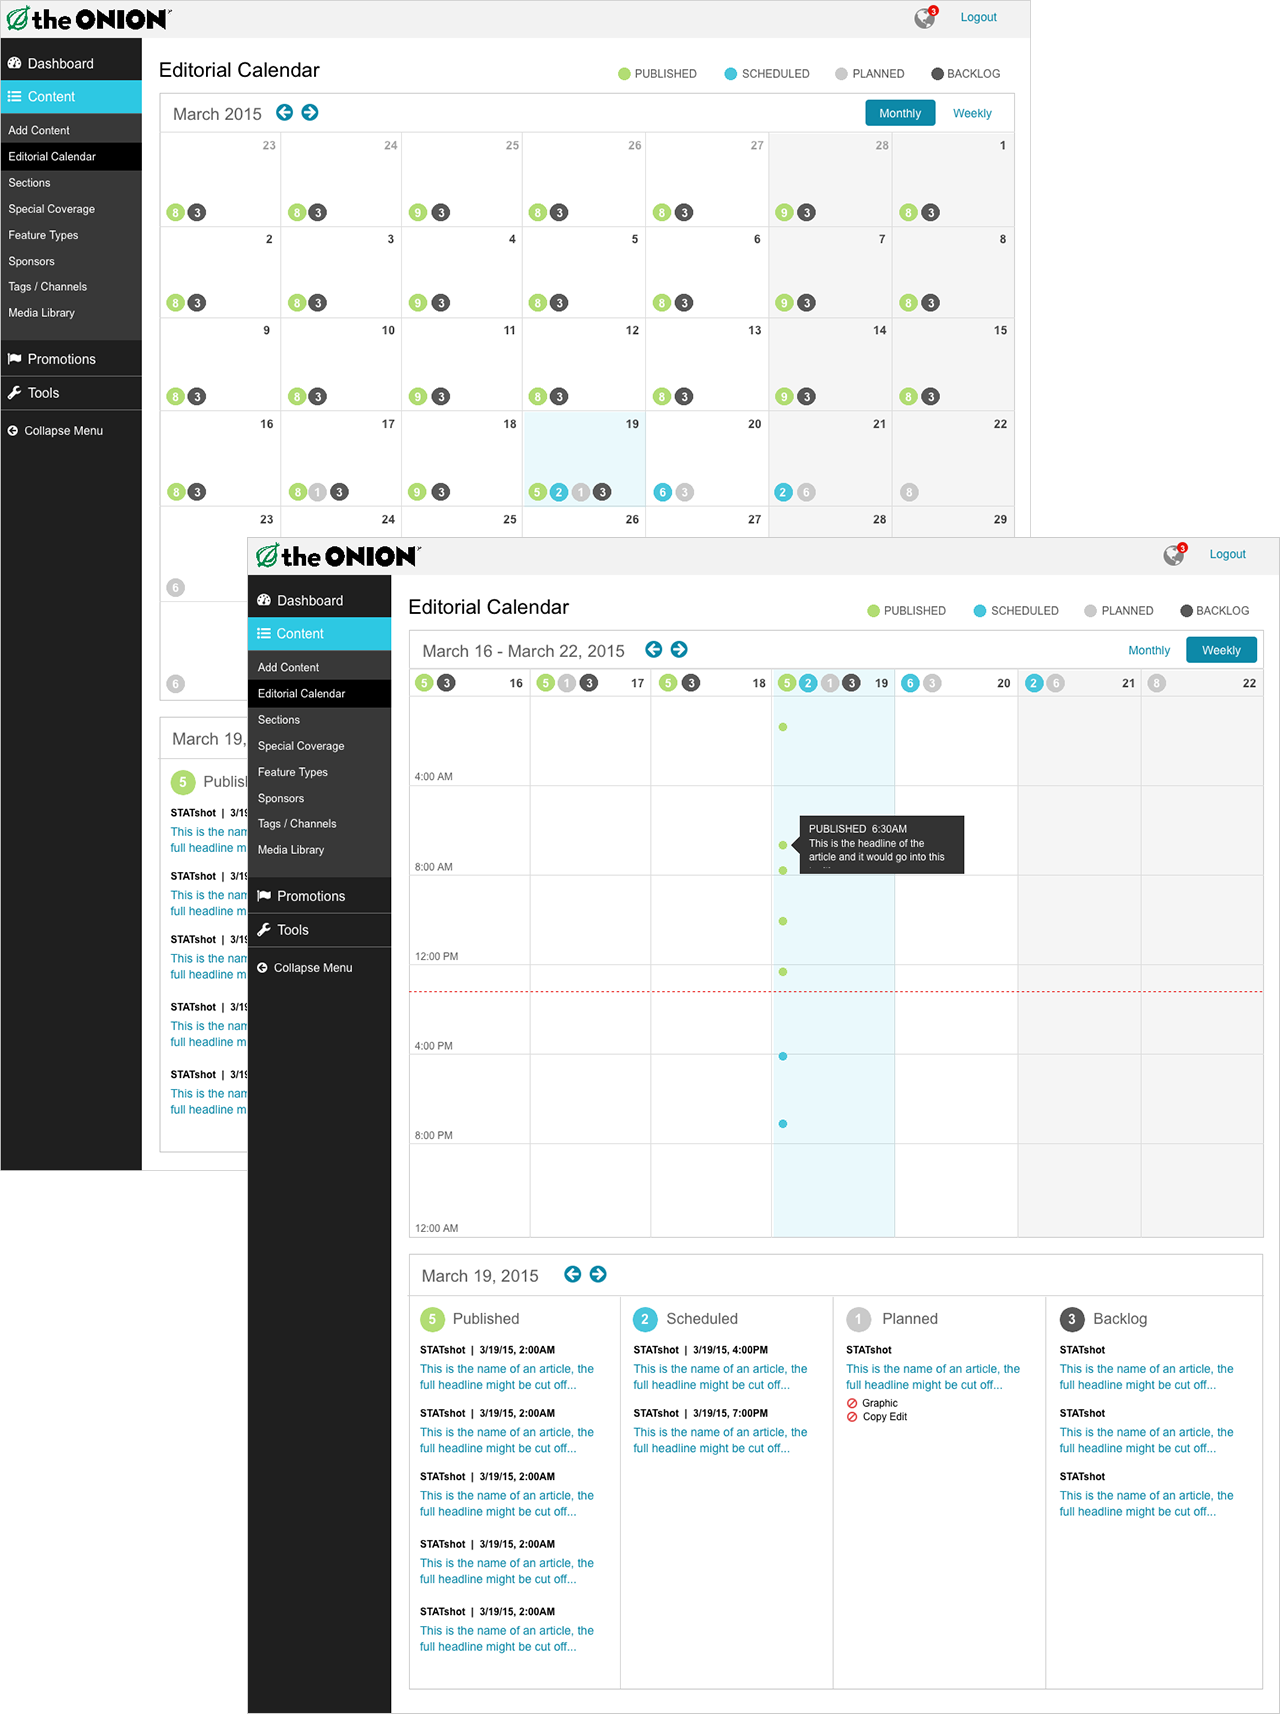 the ONION
3
Logout
Dashboard
Content
Add Content
Editorial Calendar
Sections
Special Coverage
Feature Types
Sponsors
Tags / Channels
Media Library
Promotions
Tools
Collapse Menu
Editorial Calendar
PUBLISHED SCHEDULED PLANNED BACKLOG
March 2015
Monthly Weekly
23 24 25 26 27 28 1
8 3 8 3 9 3 8 3 8 3 9 3 8 3
2 3 4 5 6 7 8
8 3 8 3 9 3 8 3 8 3 9 3 8 3
9 10 11 12 13 14 15
8 3 8 3 9 3 8 3 8 3 9 3 8 3
16 17 18 19 20 21 22
8 3 8 1 3 9 3 5 2 1 3 6 3 2 6 8
23 24 25 26 27 28 29
6
6
March 19,
5 Publis
STATshot | 3/19
This is the nam
full headline m
STATshot | 3/19
This is the nam
full headline m
STATshot | 3/19
This is the nam
full headline m
STATshot | 3/19
This is the nam
full headline m
STATshot | 3/19
This is the nam
full headline m
the ONION
3
Logout
Dashboard
Content
Add Content
Editorial Calendar
Sections
Special Coverage
Feature Types
Sponsors
Tags / Channels
Media Library
Promotions
Tools
Collapse Menu
Editorial Calendar
PUBLISHED SCHEDULED PLANNED BACKLOG
March 16 - March 22, 2015
Monthly Weekly
5 3 16 5 1 3 17 5 3 18 5 2 1 3 19 6 3 20 2 6 21 8 22
4:00 AM
PUBLISHED 6:30AM
This is the headline of the
article and it would go into this
8:00 AM
12:00 PM
4:00 PM
8:00 PM
12:00 AM
March 19, 2015
5 Published
STATshot | 3/19/15, 2:00AM
This is the name of an article, the
full headline might be cut off...
STATshot | 3/19/15, 2:00AM
This is the name of an article, the
full headline might be cut off...
STATshot | 3/19/15, 2:00AM
This is the name of an article, the
full headline might be cut off...
STATshot | 3/19/15, 2:00AM
This is the name of an article, the
full headline might be cut off...
STATshot | 3/19/15, 2:00AM
This is the name of an article, the
full headline might be cut off...
2 Scheduled
STATshot | 3/19/15, 4:00PM
This is the name of an article, the
full headline might be cut off...
STATshot | 3/19/15, 7:00PM
This is the name of an article, the
full headline might be cut off...
1 Planned
STATshot
This is the name of an article, the
full headline might be cut off...
Graphic
Copy Edit
3 Backlog
STATshot
This is the name of an article, the
full headline might be cut off...
STATshot
This is the name of an article, the
full headline might be cut off...
STATshot
This is the name of an article, the
full headline might be cut off...